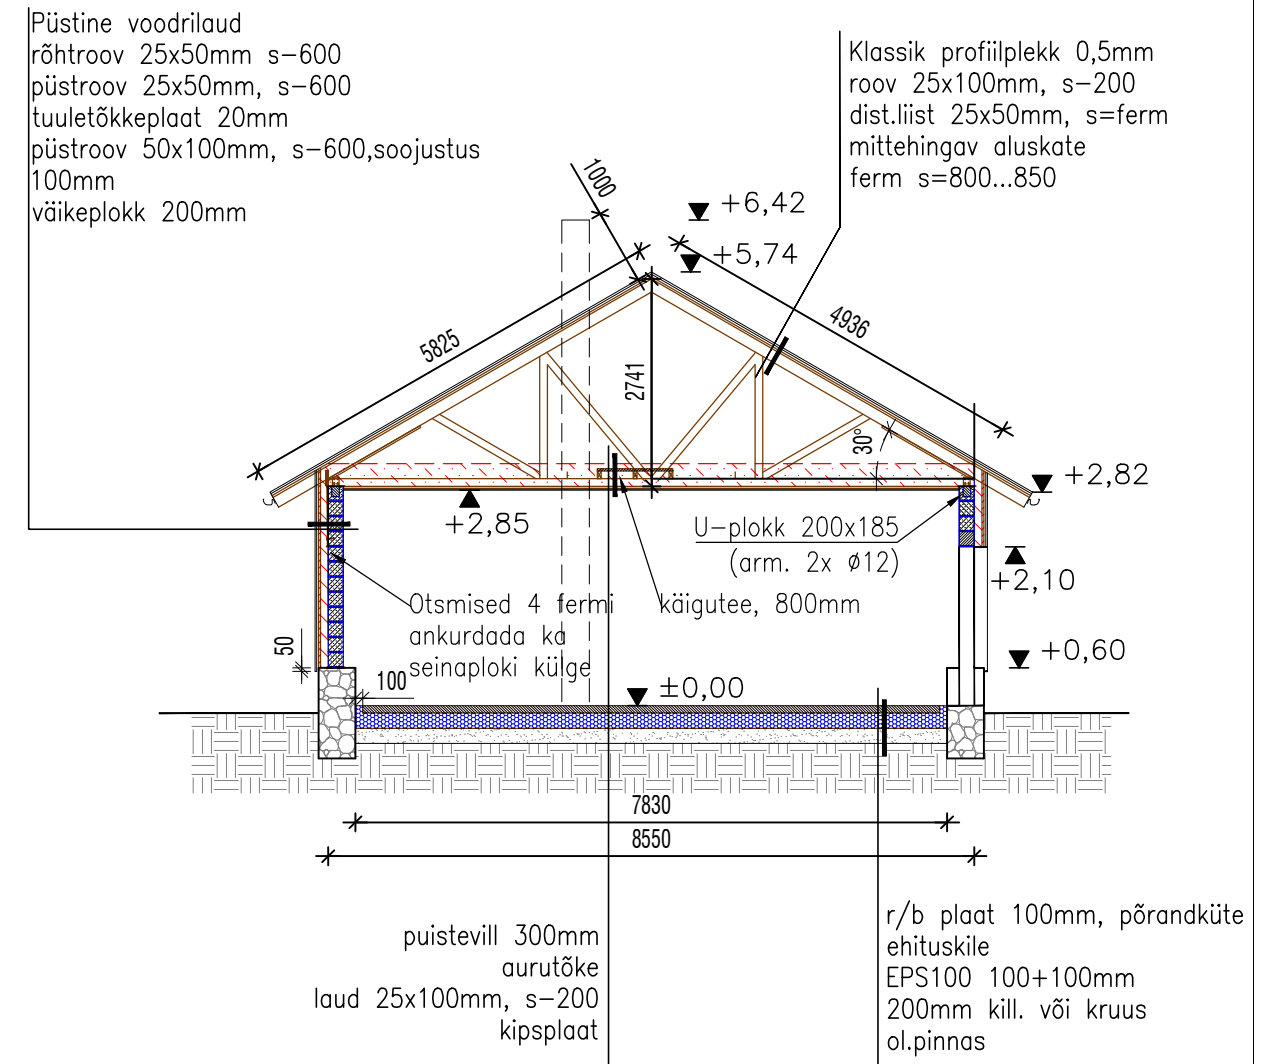 Püstine voodrilaud
rõhtroov 25x50mm s-600
püstroov 25x50mm, s-600
tuuletõkkeplaat 20mm
püstroov 50x100mm, s-600,soojustus
100mm
väikeplokk 200mm
Klassik profiilplekk 0,5mm
roov 25x100mm, s-200
dist.liist 25x50mm, s=ferm
mittehingav aluskate
ferm s=800...850
1000
+6,42
+5,74
5825
4936
2741
30°
+2,82
+2,85
U-plokk 200x185
(arm. 2x Ø12)
+2,10
Otsmised 4 fermi
ankurdada ka
seinaploki külge
käigutee, 800mm
50
100
+0,60
±0,00
7830
8550
puistevill 300mm
aurutõke
laud 25x100mm, s-200
kipsplaat
r/b plaat 100mm, põrandküte
ehituskile
EPS100 100+100mm
200mm kill. või kruus
ol.pinnas